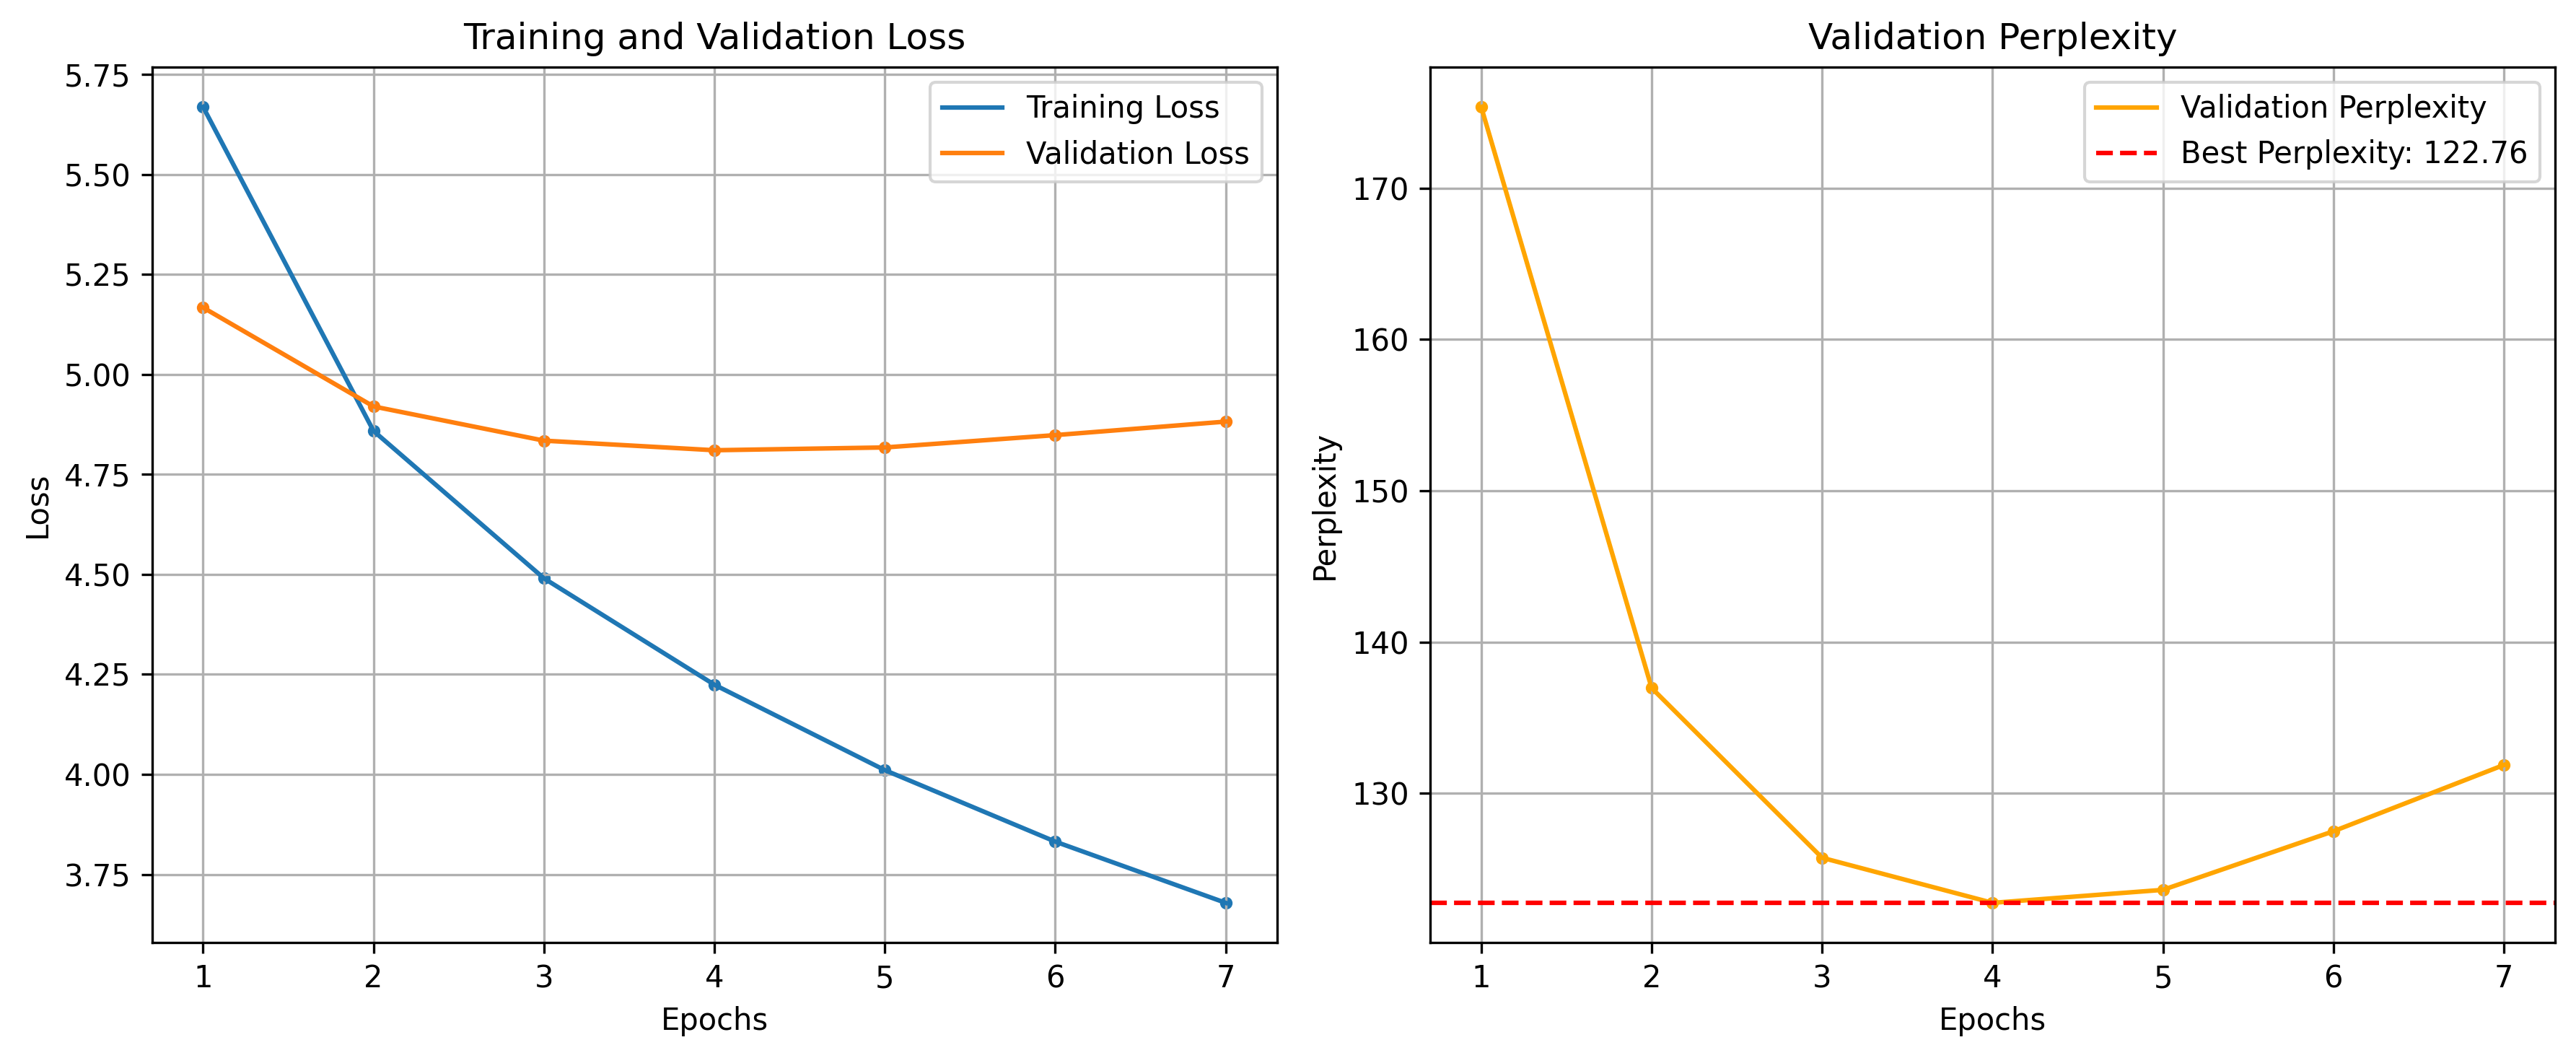 Training and Validation Loss
5.75
5.50
5.25
5.00
4.75
4.50
4.25
4.00
3.75
Loss
Training Loss
Validation Loss
1 2 3 4 5 6 7
Epochs
Validation Perplexity
170
160
150
140
130
Perplexity
Validation Perplexity
Best Perplexity: 122.76
1 2 3 4 5 6 7
Epochs